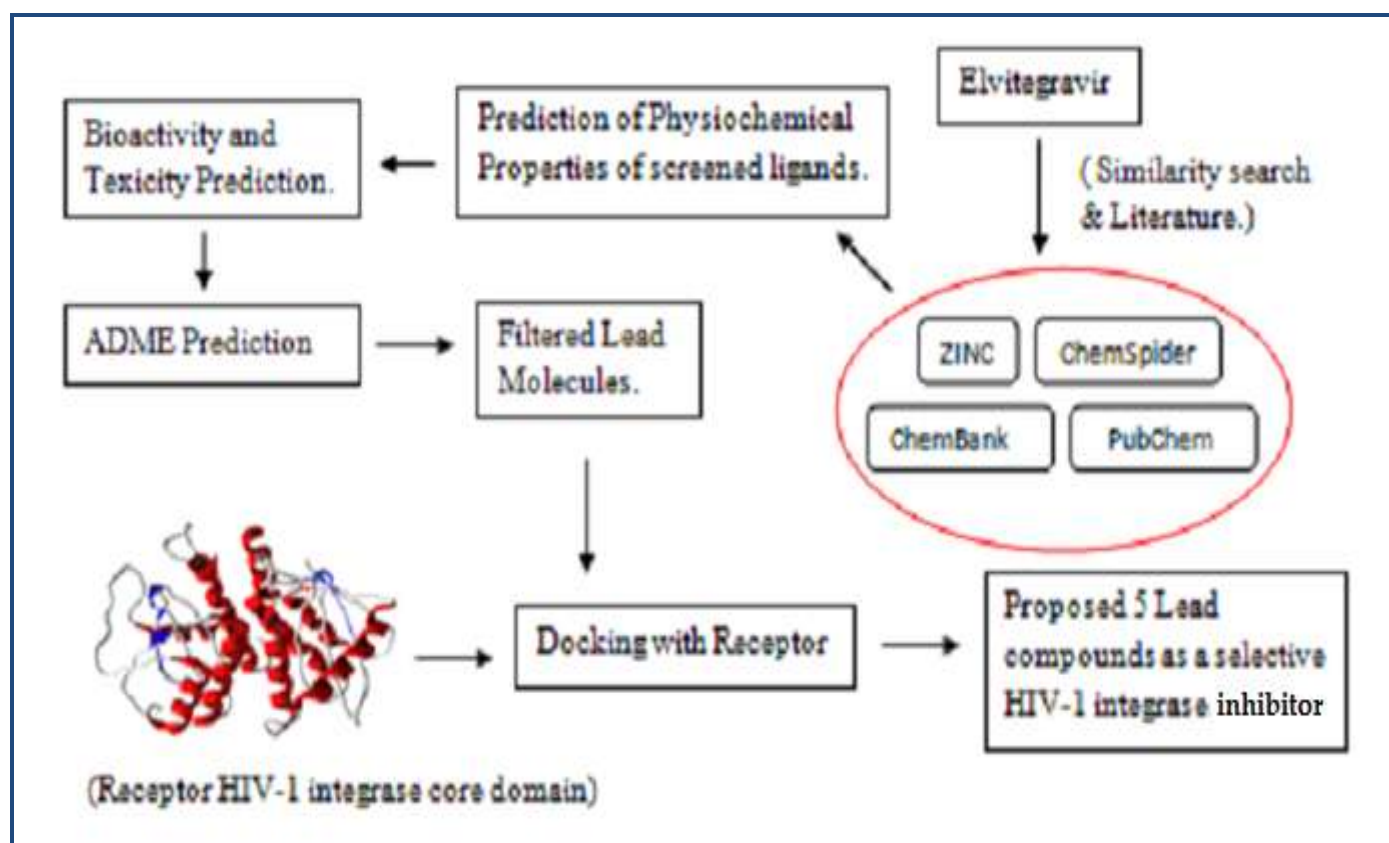 Elvitegravir
(Similarity search
& Literature.)
ZINC
ChemSpider
ChemBank
PubChem
Prediction of Physiochemical
Properties of screened ligands.
Bioactivity and
Texicity Prediction.
ADME Prediction
Filtered Lead
Molecules.
(Receptor HIV-1 integrase core domain)
Docking with Receptor
Proposed 5 Lead
compounds as a selective
HIV-1 integrase inhibitor